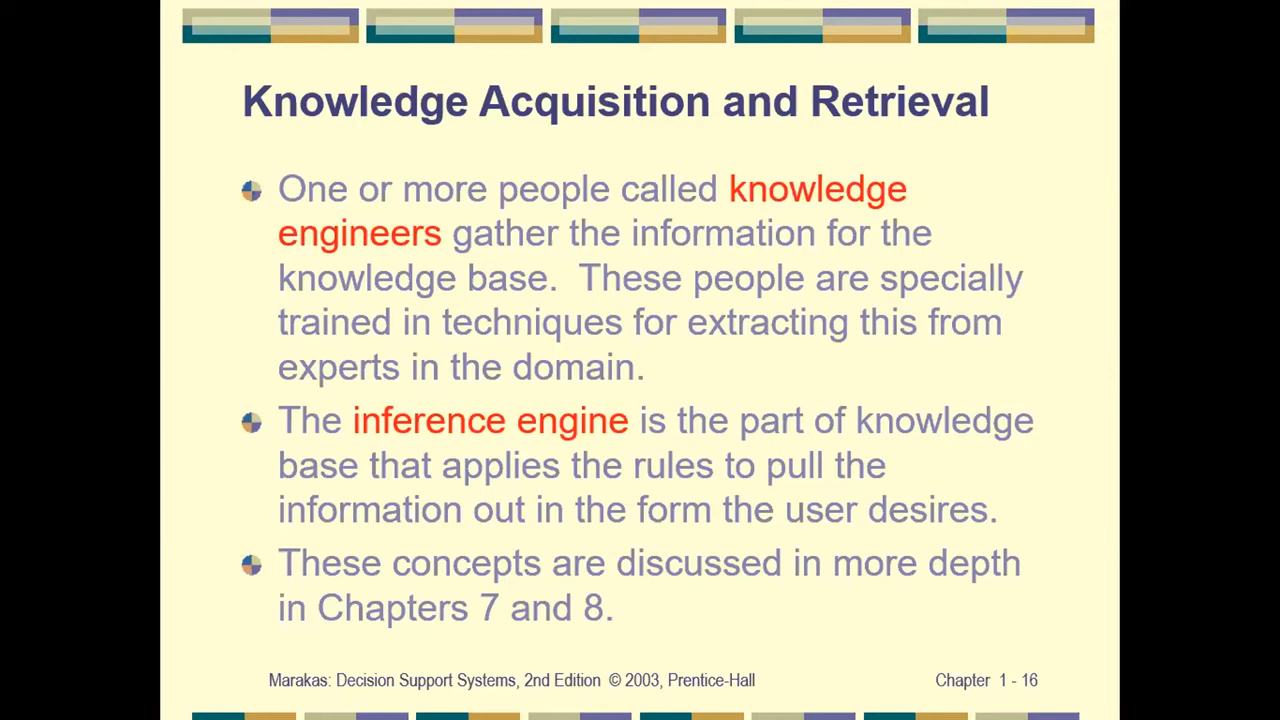 Knowledge Acquisition and Retrieval
One or more people called knowledge
engineers gather the information for the
knowledge base.  These people are specially
trained in techniques for extracting this from
experts in the domain.
The inference engine is the part of knowledge
base that applies the rules to pull the
information out in the form the user desires.
These concepts are discussed in more depth
in Chapters 7 and 8.
Marakas: Decision Support Systems, 2nd Edition © 2003, Prentice-Hall
Chapter 1 - 16